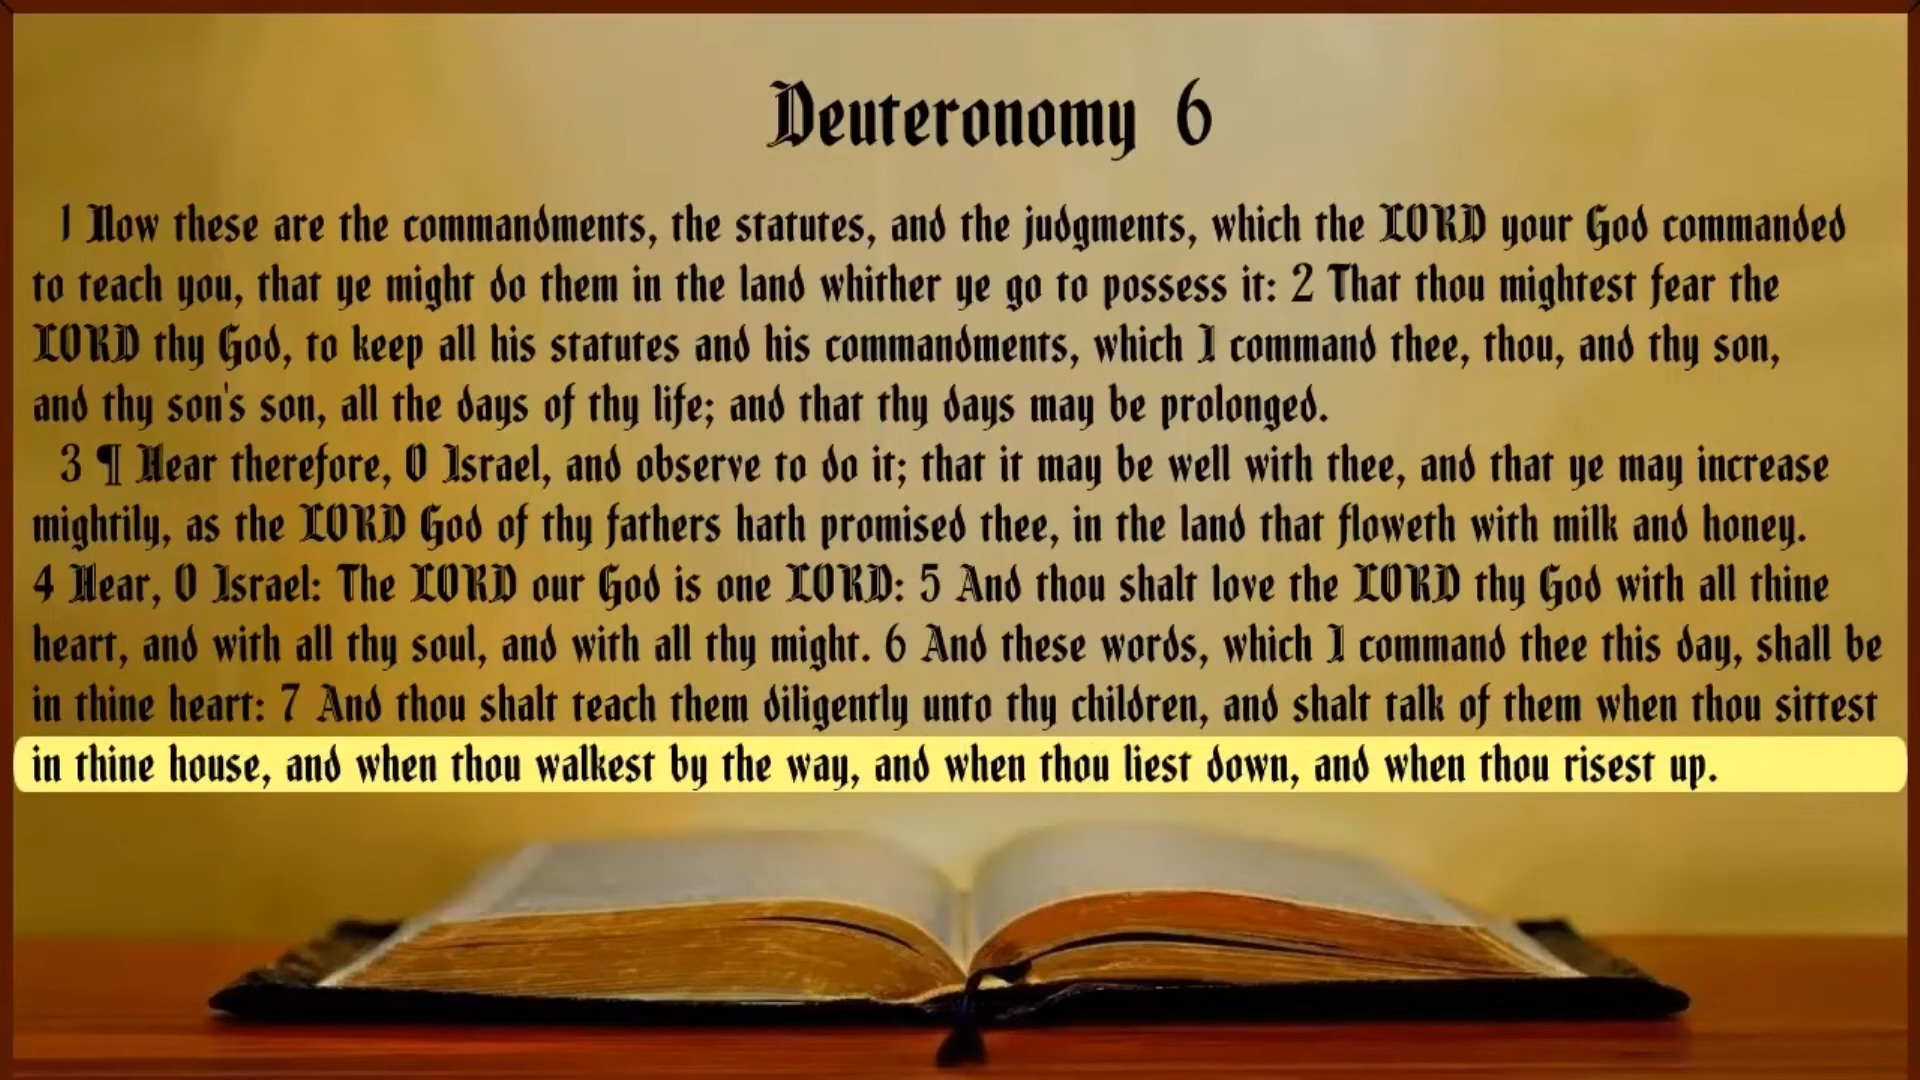 Deuteronomy 6
1 Now these are the commandments, the statutes, and the judgments, which the LORD your God commanded
to teach you, that ye might do them in the land whither ye go to possess it: 2 That thou mightest fear the
LORD thy God, to keep all his statutes and his commandments, which I command thee, thou, and thy son,
and thy son's son, all the days of thy life; and that thy days may be prolonged.
3 ¶ Hear therefore, O Israel, and observe to do it; that it may be well with thee, and that ye may increase
mightily, as the LORD God of thy fathers hath promised thee, in the land that floweth with milk and honey.
4 Hear, O Israel: The LORD our God is one LORD: 5 And thou shalt love the LORD thy God with all thine
heart, and with all thy soul, and with all thy might. 6 And these words, which I command thee this day, shall be
in thine heart: 7 And thou shalt teach them diligently unto thy children, and shalt talk of them when thou sittest
in thine house, and when thou walkest by the way, and when thou liest down, and when thou risest up.